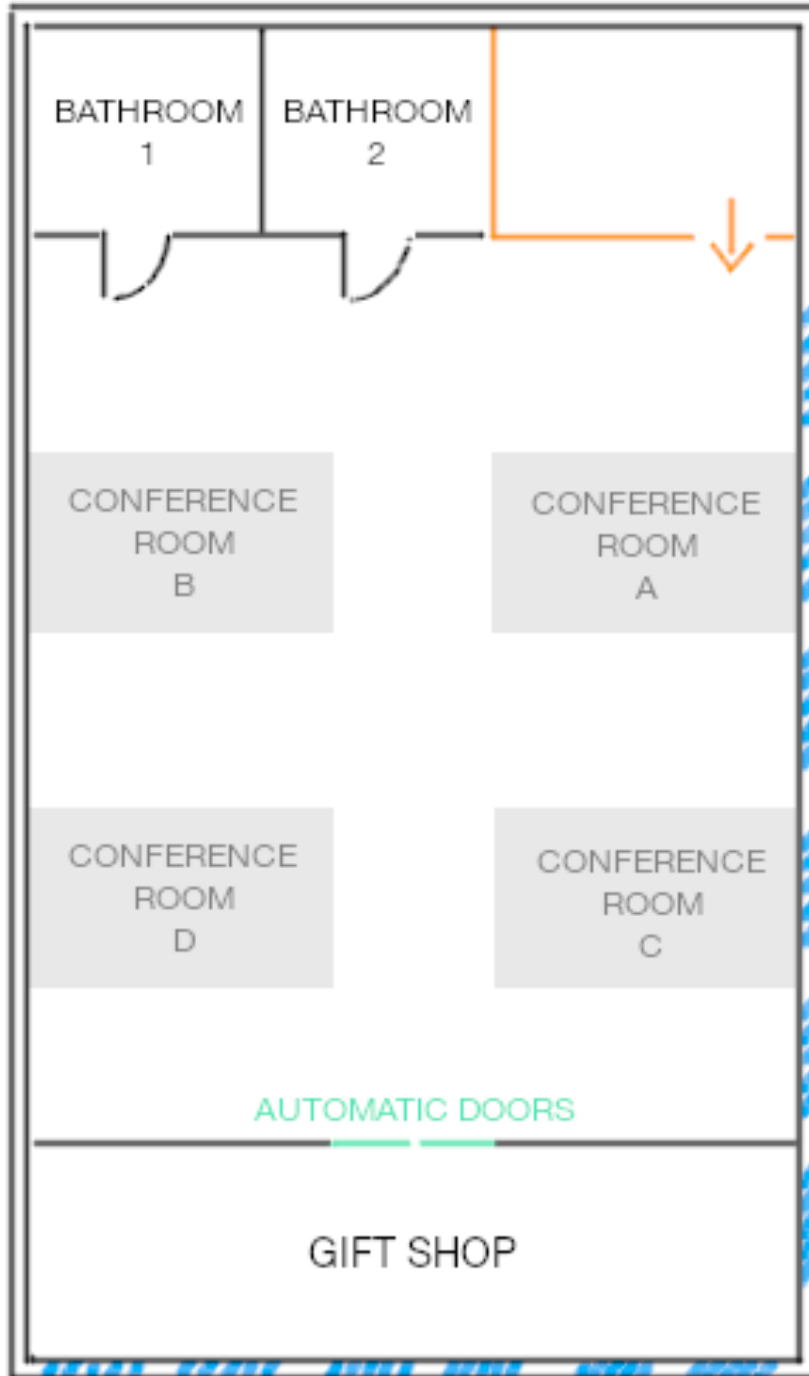 BATHROOM
1
BATHROOM
2
CONFERENCE
ROOM
B
CONFERENCE
ROOM
A
CONFERENCE
ROOM
D
CONFERENCE
ROOM
C
AUTOMATIC DOORS
GIFT SHOP